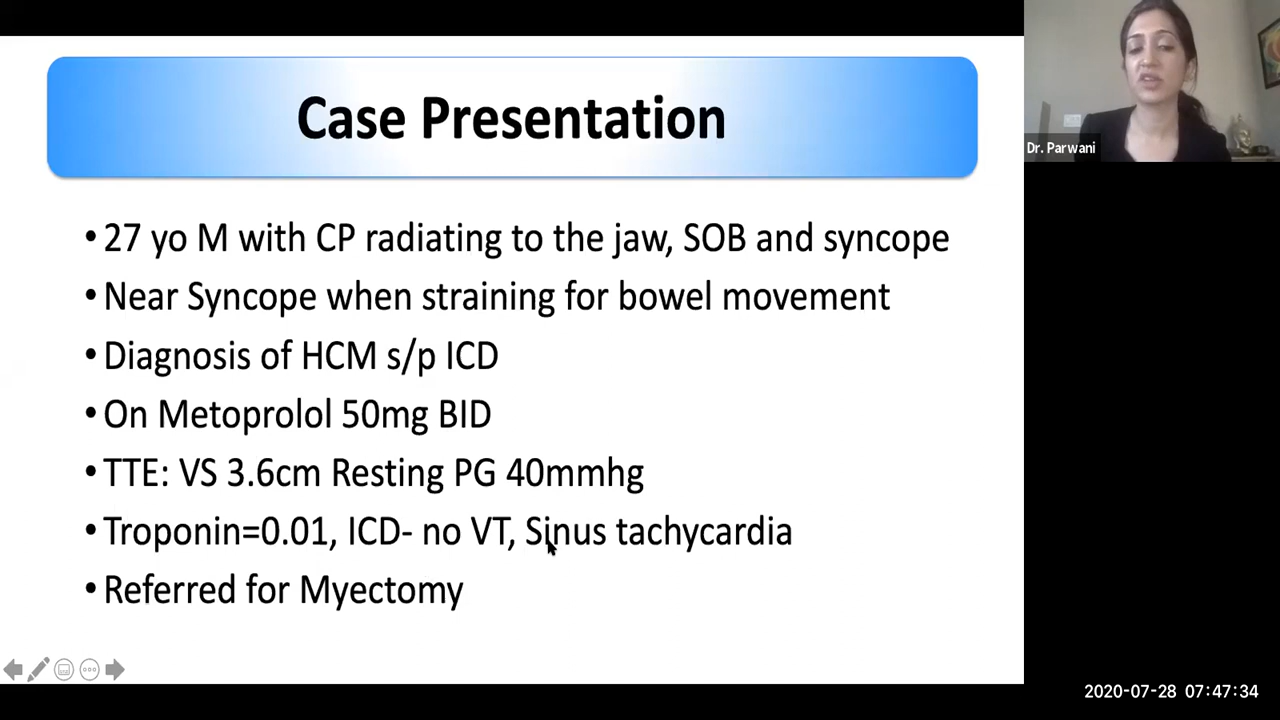 Case Presentation
• 27 yo M with CP radiating to the jaw, SOB and syncope
• Near Syncope when straining for bowel movement
• Diagnosis of HCM s/p ICD
• On Metoprolol 50mg BID
• TTE: VS 3.6cm Resting PG 40mmhg
• Troponin=0.01, ICD- no VT, Sinus tachycardia
• Referred for Myectomy
Dr. Parwani
2020-07-28 07:47:34